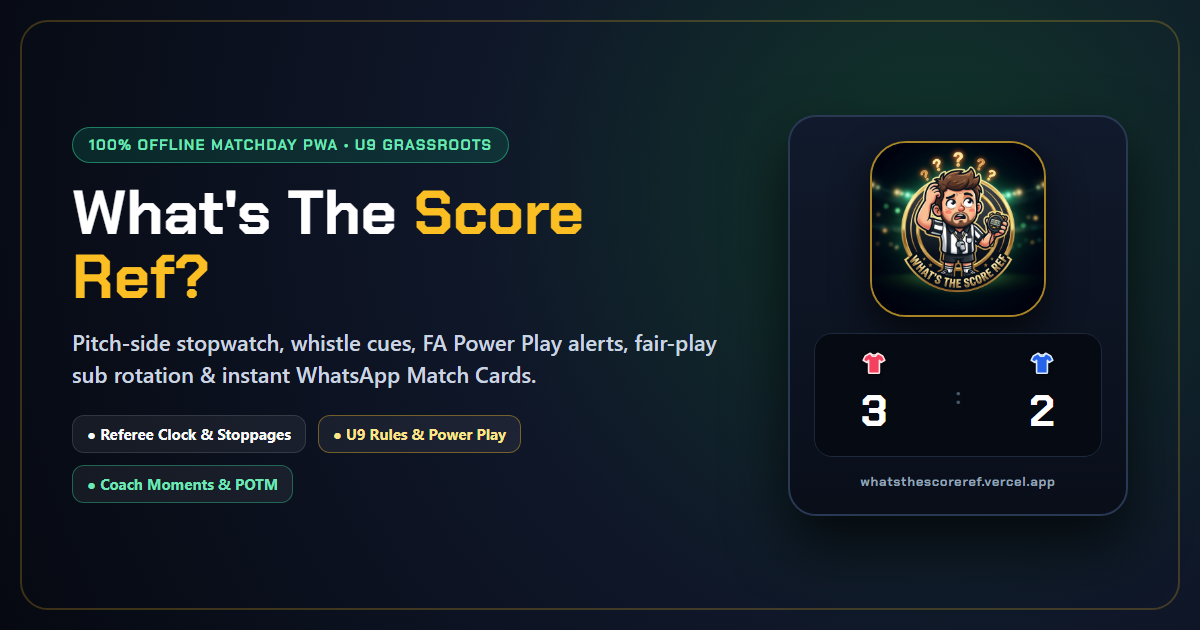 100% OFFLINE MATCHDAY PWA • U9 GRASSROOTS
What's The Score
Ref?
Pitch-side stopwatch, whistle cues, FA Power Play alerts, fair-play
sub rotation & instant WhatsApp Match Cards.
• Referee Clock & Stoppages
• U9 Rules & Power Play
• Coach Moments & POTM
? ? ? ? ?
WHAT'S THE SCORE REF
3 : 2
whatsthescoreref.vercel.app